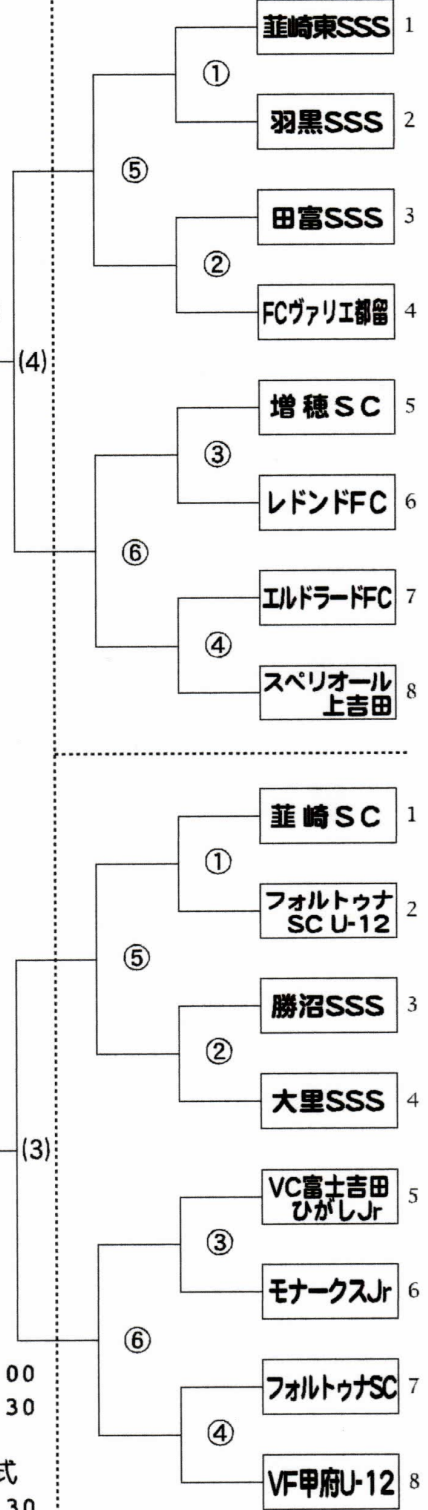 韮崎東SSS 1
①
羽黒SSS 2
⑤
田富SSS 3
②
FCヴァリエ都留 4
(4)
増穂SC 5
③
レドンドFC 6
⑥
エルドラードFC 7
④
スペリオール
上吉田 8
韮崎SC 1
①
フォルトゥナ
SC U-12 2
⑤
勝沼SSS 3
②
大里SSS 4
(3)
VC富士吉田
ひがしJr 5
③
モナークスJr 6
⑥
00
フォルトゥナSC 7
30
④
式
VF甲府U-12 8
30